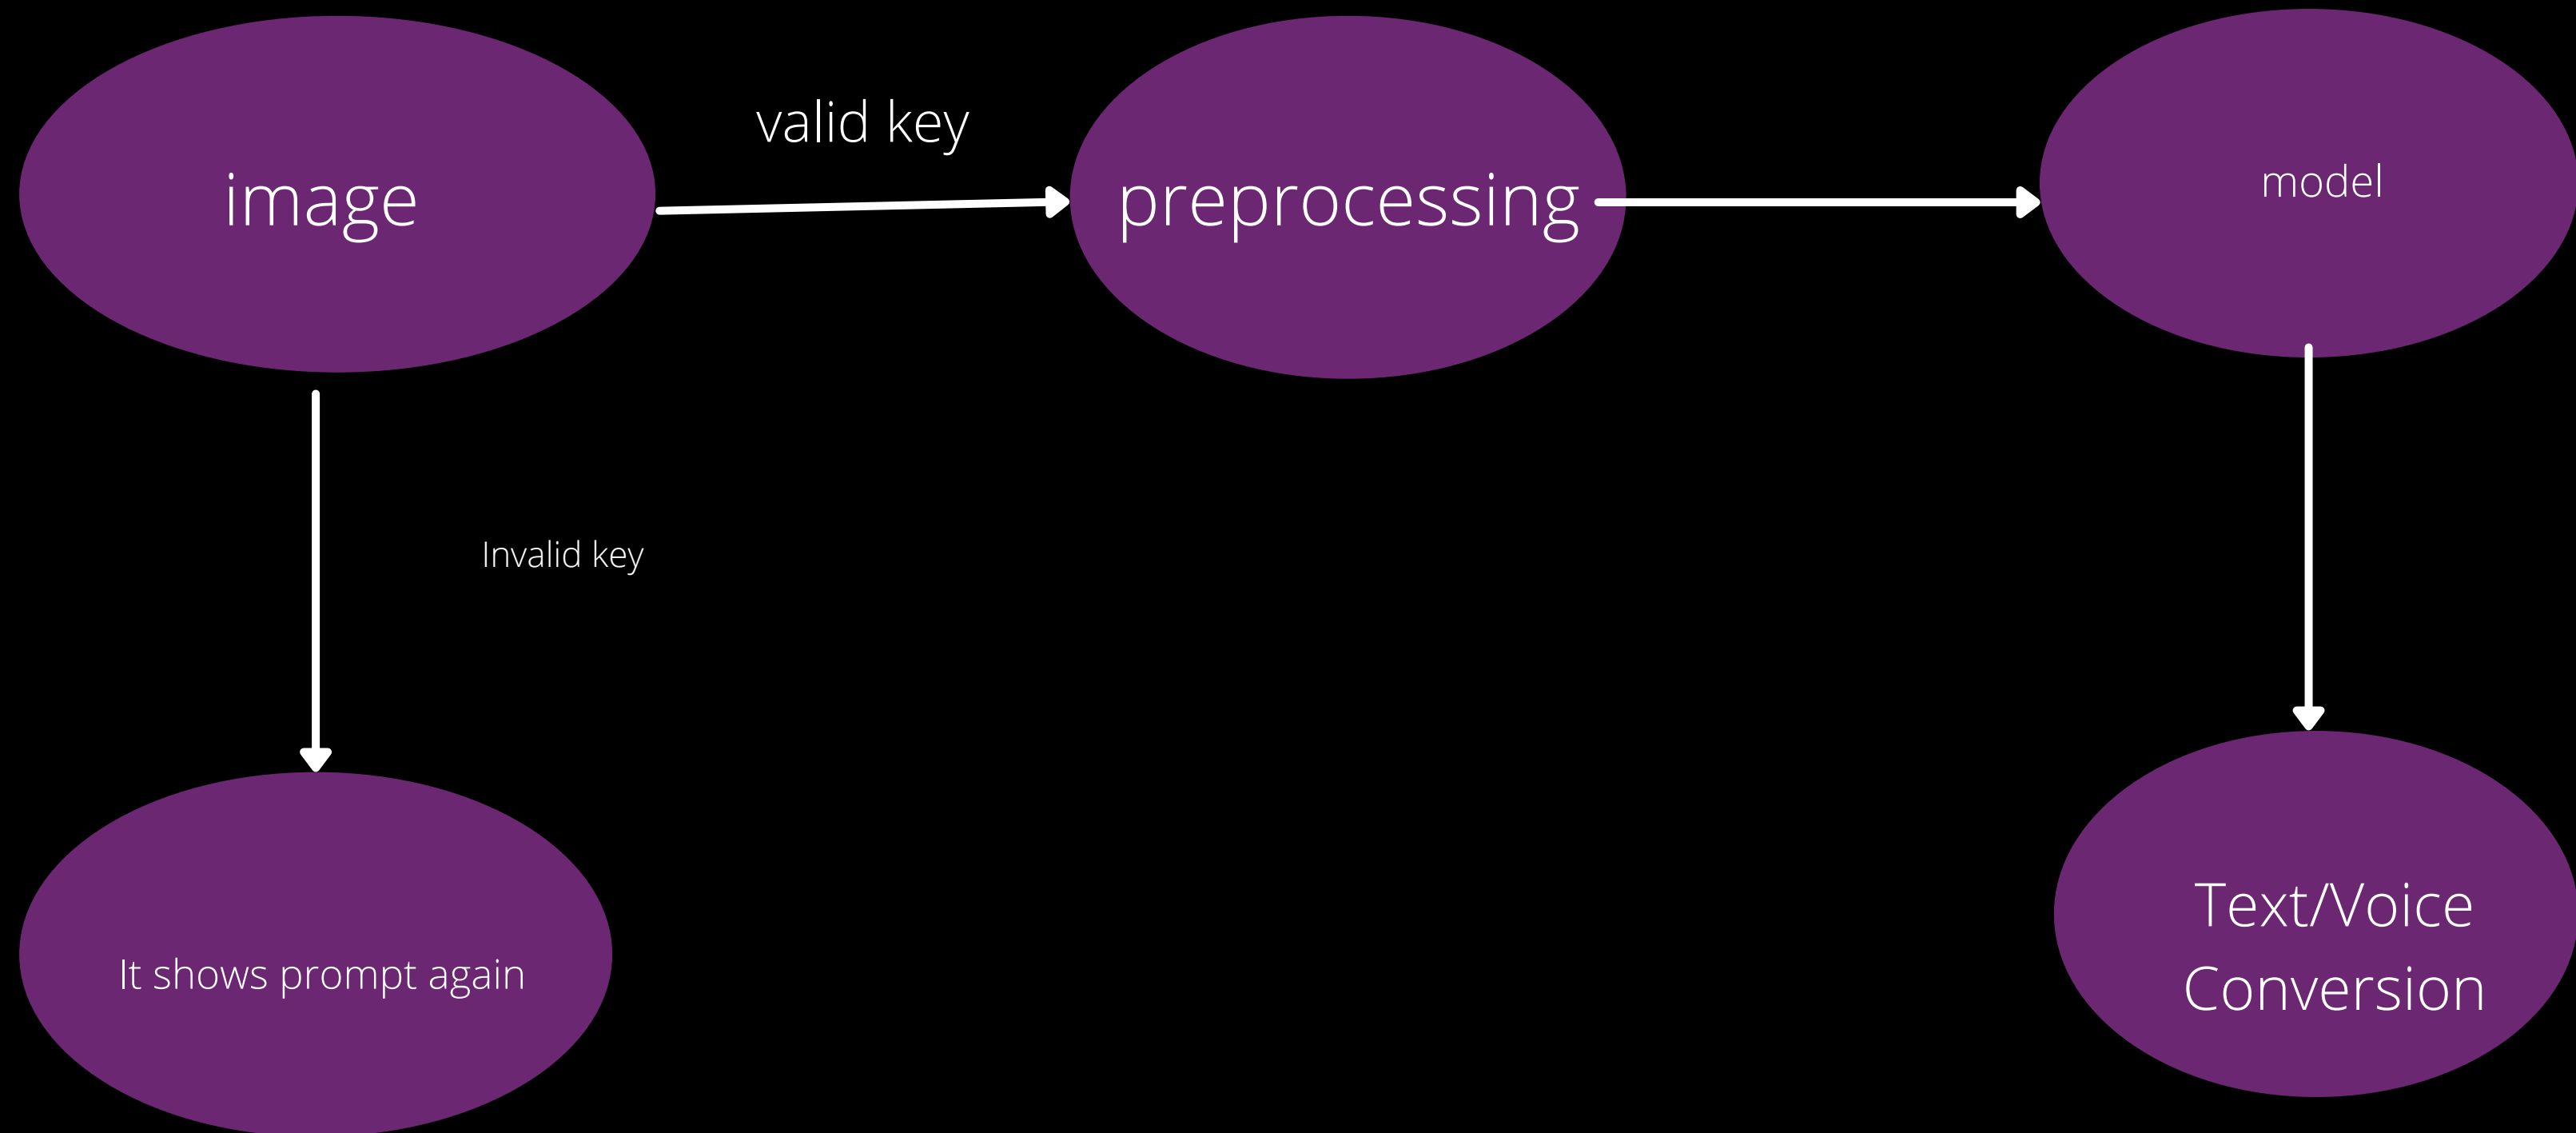 image
valid key
preprocessing
model
Invalid key
It shows prompt again
Text/Voice
Conversion